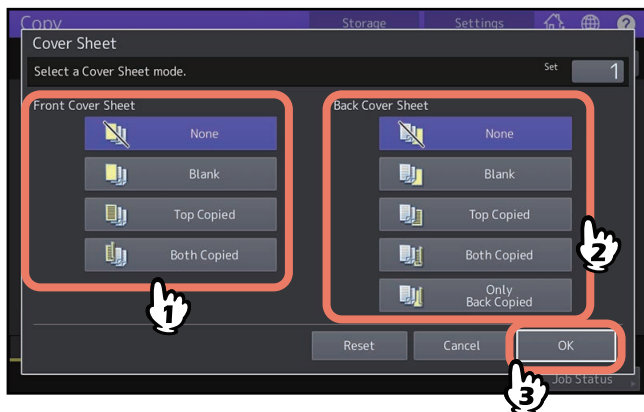 Copy
Storage
Settings
Cover Sheet
Select a Cover Sheet mode.
Set
1
Front Cover Sheet
None
Blank
Top Copied
Both Copied
1
Back Cover Sheet
None
Blank
Top Copied
Both Copied
Only
Back Copied
2
Reset
Cancel
OK
3
Job Status